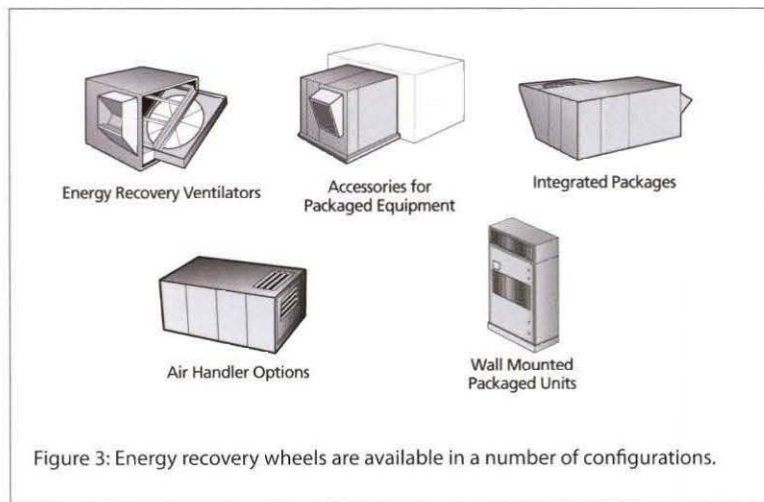 Energy Recovery Ventilators
Accessories for
Packaged Equipment
Integrated Packages
Air Handler Options
Wall Mounted
Packaged Units
Figure 3: Energy recovery wheels are available in a number of configurations.